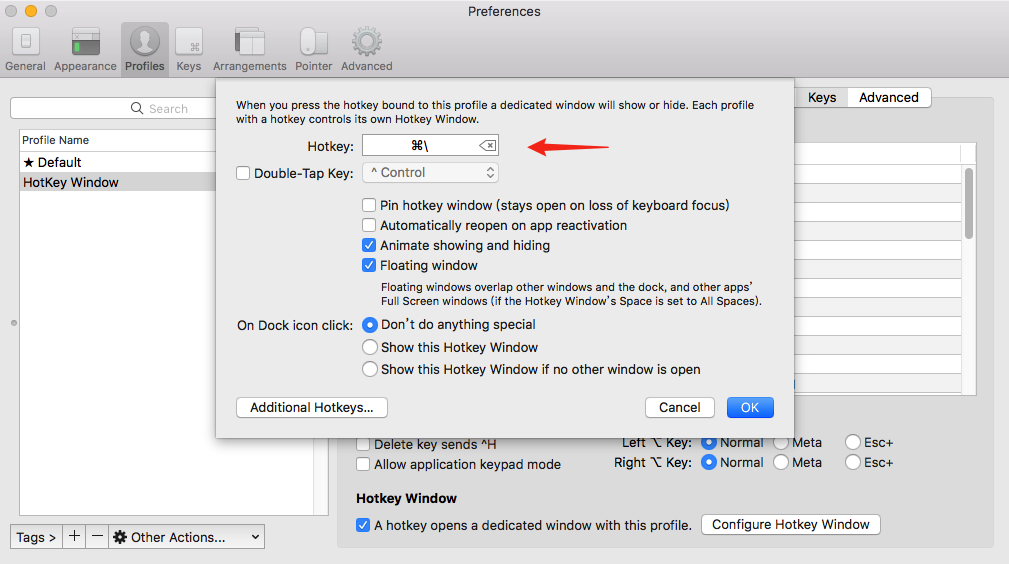 Preferences
General Appearance Profiles Keys Arrangements Pointer Advanced
Search
Profile Name
★ Default
HotKey Window
Keys Advanced
When you press the hotkey bound to this profile a dedicated window will show or hide. Each profile
with a hotkey controls its own Hotkey Window.
Hotkey: ⌘\
Double-Tap Key: ^ Control
Pin hotkey window (stays open on loss of keyboard focus)
Automatically reopen on app reactivation
Animate showing and hiding
Floating window
Floating windows overlap other windows and the dock, and other apps’
Full Screen windows (if the Hotkey Window’s Space is set to All Spaces).
On Dock icon click: Don’t do anything special
Show this Hotkey Window
Show this Hotkey Window if no other window is open
Additional Hotkeys... Cancel OK
Delete key sends ^H
Left ⌥ Key: Normal Meta Esc+
Allow application keypad mode
Right ⌥ Key: Normal Meta Esc+
Hotkey Window
A hotkey opens a dedicated window with this profile. Configure Hotkey Window
Tags > + − Other Actions...